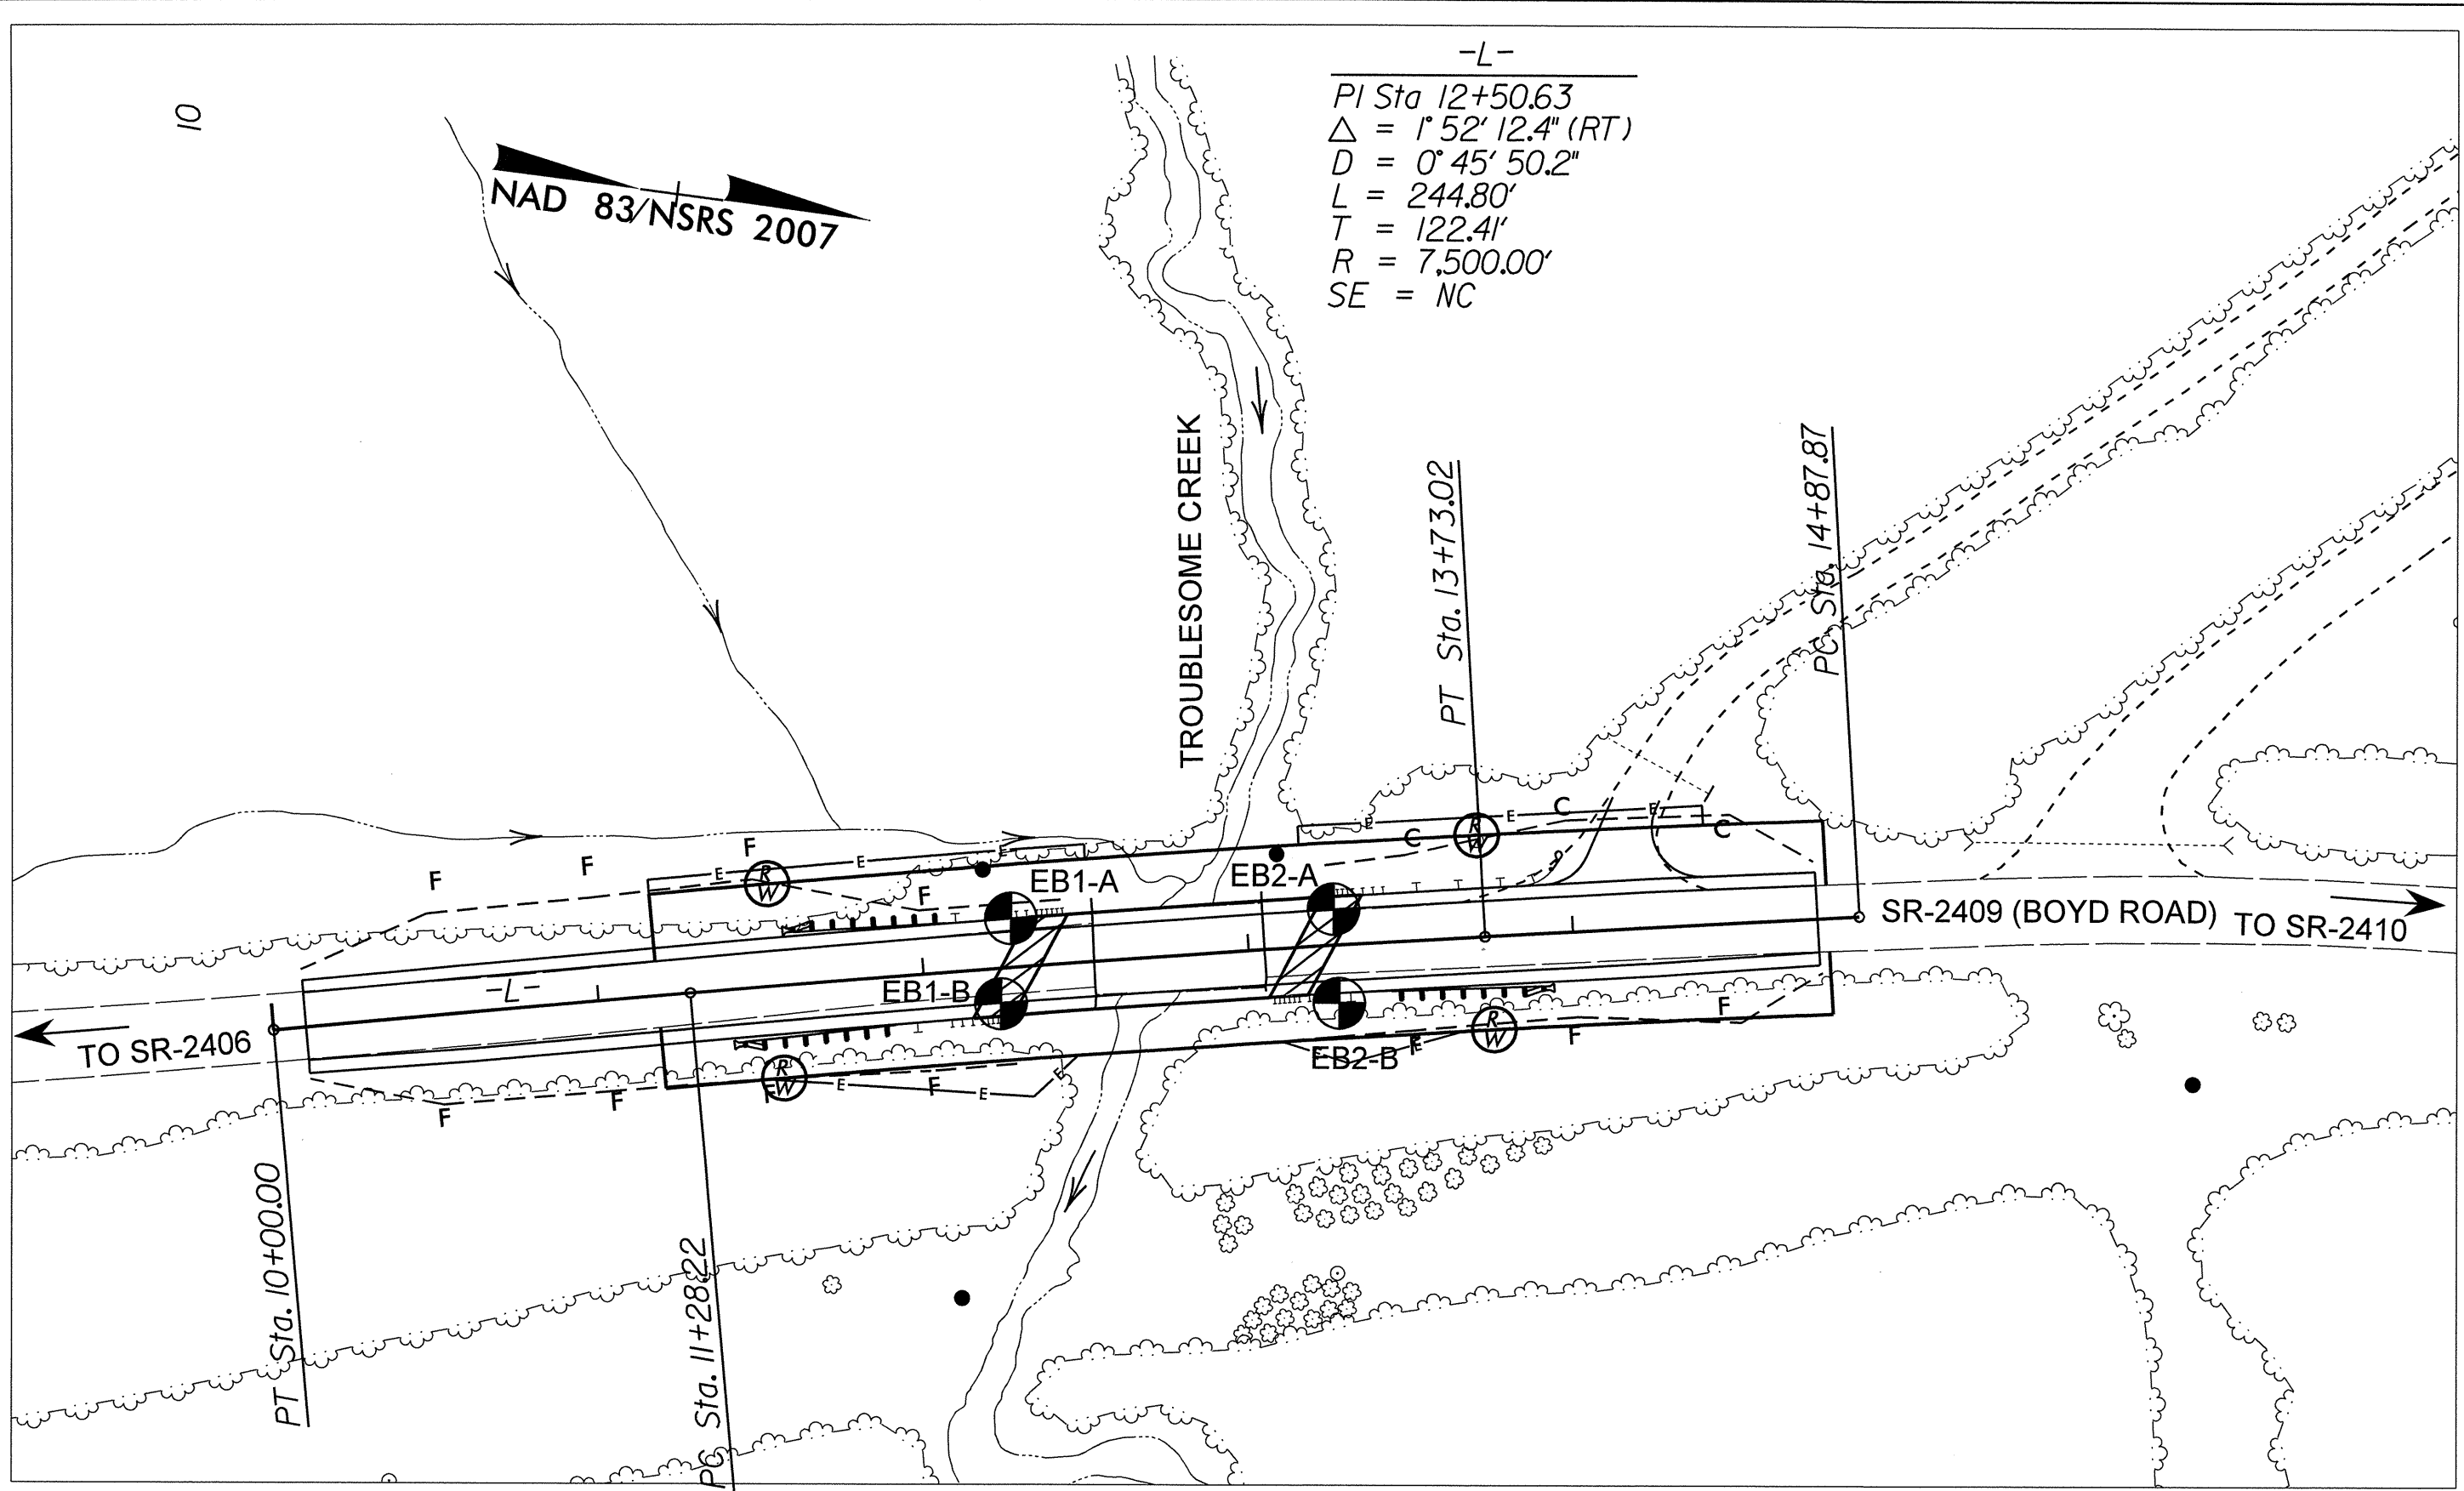 -L-
PI Sta 12+50.63
△ = 1° 52' 12.4" (RT)
D = 0° 45' 50.2"
L = 244.80'
T = 122.41'
R = 7,500.00'
SE = NC
10
NAD 83/NSRS 2007
TROUBLESOME CREEK
PT Sta. 13+73.02
PC Sta. 14+87.87
E C E
E R W C C
F F E E E
F R W F
EB1-A
EB2-A
SR-2409 (BOYD ROAD)
TO SR-2410
-L-
EB1-B
TO SR-2406
R W
F
F
EB2-B
F
E
R W
F
E F E E
F F
PT Sta. 10+00.00
PC Sta. 11+28.22